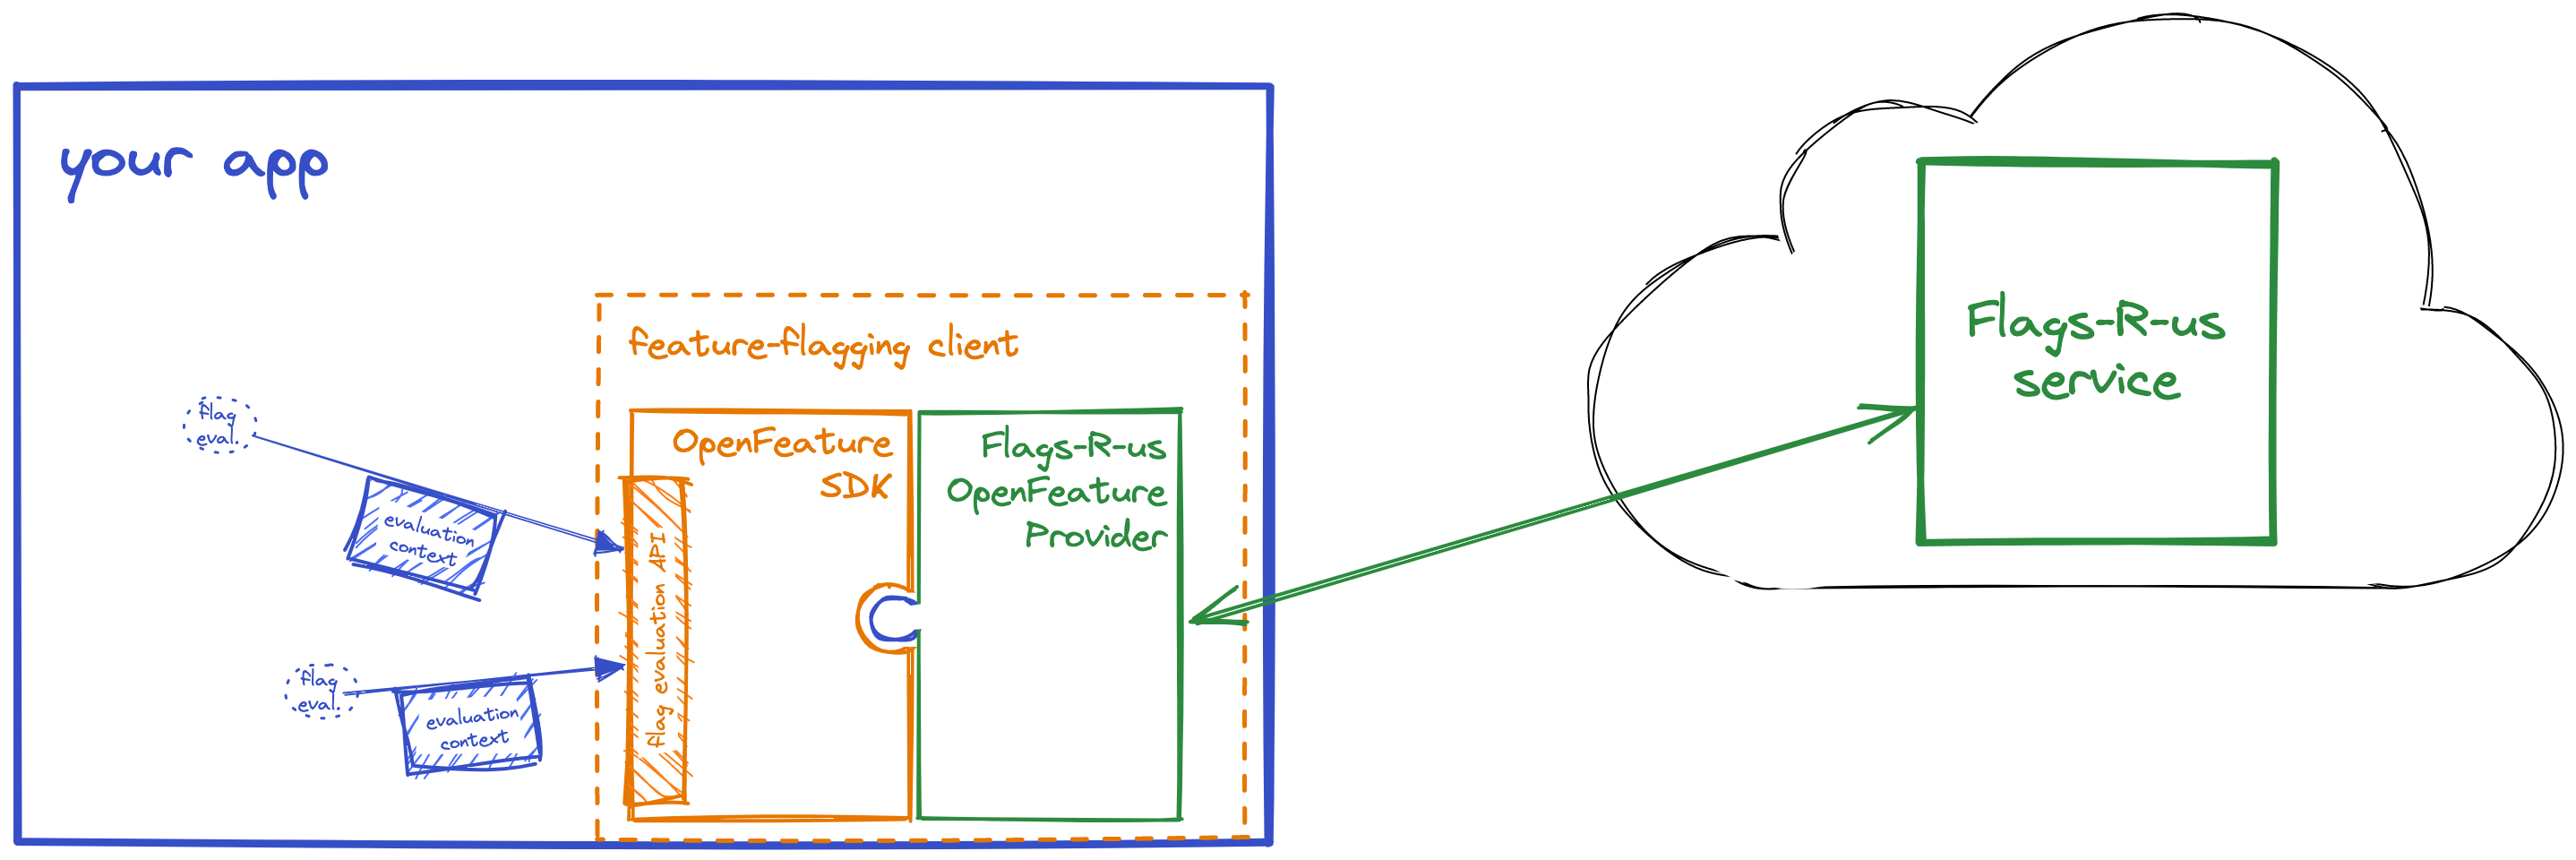 your app
feature-flagging client
flag
eval.
evaluation
context
flag
eval.
evaluation
context
flag evaluation API
OpenFeature
SDK
Flags-R-us
OpenFeature
Provider
Flags-R-us
service